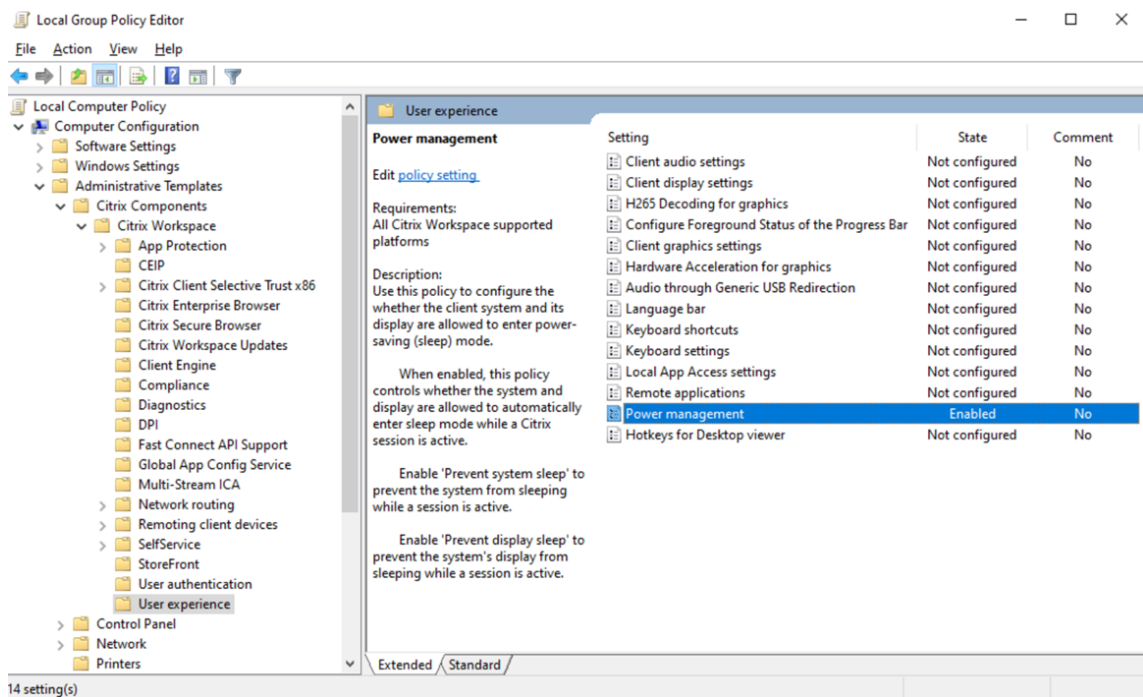 Local Group Policy Editor
File Action View Help
Local Computer Policy
Computer Configuration
Software Settings
Windows Settings
Administrative Templates
Citrix Components
Citrix Workspace
App Protection
CEIP
Citrix Client Selective Trust x86
Citrix Enterprise Browser
Citrix Secure Browser
Citrix Workspace Updates
Client Engine
Compliance
Diagnostics
DPI
Fast Connect API Support
Global App Config Service
Multi-Stream ICA
Network routing
Remoting client devices
SelfService
StoreFront
User authentication
User experience
Control Panel
Network
Printers
User experience
Power management
Edit policy setting
Requirements:
All Citrix Workspace supported
platforms
Description:
Use this policy to configure the
whether the client system and its
display are allowed to enter power-
saving (sleep) mode.
When enabled, this policy
controls whether the system and
display are allowed to automatically
enter sleep mode while a Citrix
session is active.
Enable 'Prevent system sleep' to
prevent the system from sleeping
while a session is active.
Enable 'Prevent display sleep' to
prevent the system's display from
sleeping while a session is active.
Setting State Comment
Client audio settings Not configured No
Client display settings Not configured No
H265 Decoding for graphics Not configured No
Configure Foreground Status of the Progress Bar Not configured No
Client graphics settings Not configured No
Hardware Acceleration for graphics Not configured No
Audio through Generic USB Redirection Not configured No
Language bar Not configured No
Keyboard shortcuts Not configured No
Keyboard settings Not configured No
Local App Access settings Not configured No
Remote applications Not configured No
Power management Enabled No
Hotkeys for Desktop viewer Not configured No
Extended Standard
14 setting(s)